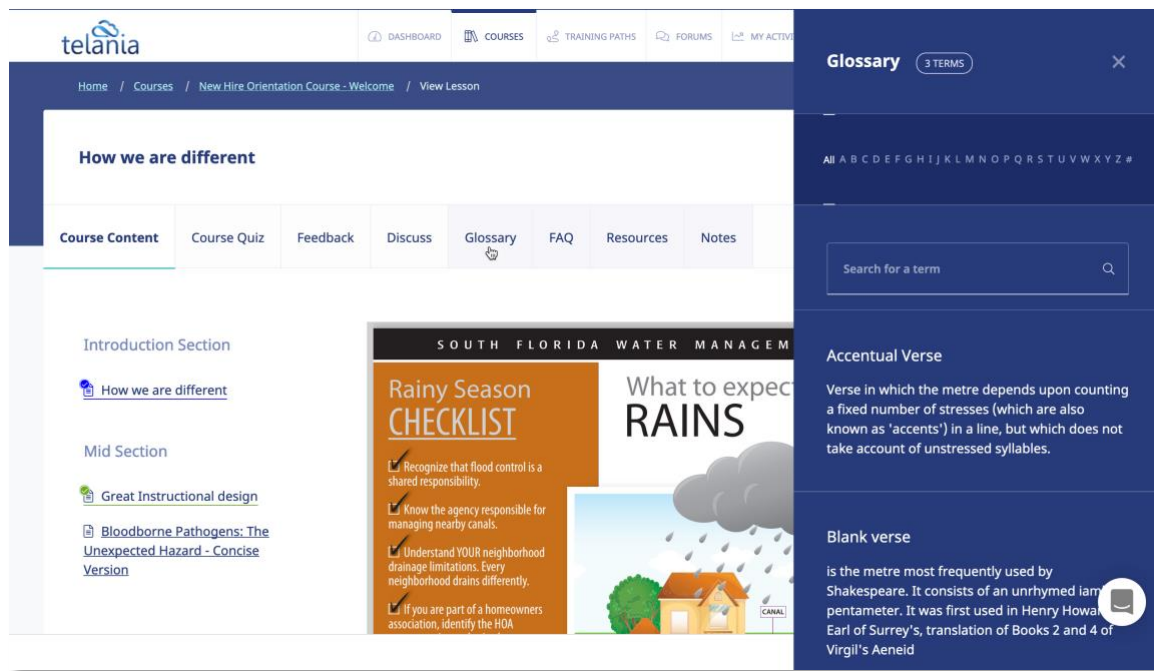 telania
DASHBOARD
COURSES
TRAINING PATHS
FORUMS
MY ACTIVI
Home / Courses / New Hire Orientation Course - Welcome / View Lesson
How we are different
Course Content
Course Quiz
Feedback
Discuss
Glossary
FAQ
Resources
Notes
Introduction Section
How we are different
Mid Section
Great Instructional design
Bloodborne Pathogens: The
Unexpected Hazard - Concise
Version
SOUTH FLORIDA WATER MANAGEM
Rainy Season
CHECKLIST
Recognize that flood control is a
shared responsibility.
Know the agency responsible for
managing nearby canals.
Understand YOUR neighborhood
drainage limitations. Every
neighborhood drains differently.
If you are part of a homeowners
association, identify the HOA
What to expec
RAINS
CANAL
Glossary
3 TERMS
All A B C D E F G H I J K L M N O P Q R S T U V W X Y Z #
Search for a term
Accentual Verse
Verse in which the metre depends upon counting
a fixed number of stresses (which are also
known as 'accents') in a line, but which does not
take account of unstressed syllables.
Blank verse
is the metre most frequently used by
Shakespeare. It consists of an unrhymed iam
pentameter. It was first used in Henry Howa
Earl of Surrey's, translation of Books 2 and 4 of
Virgil's Aeneid